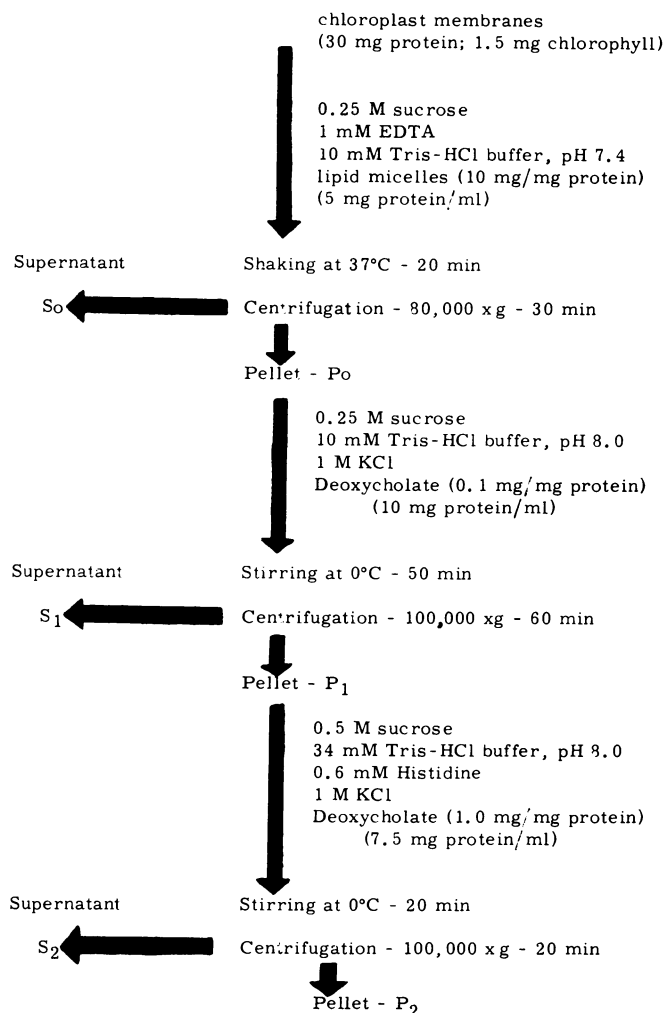 chloroplast membranes
(30 mg protein; 1.5 mg chlorophyll)
0.25 M sucrose
1 mM EDTA
10 mM Tris-HCl buffer, pH 7.4
lipid micelles (10 mg/mg protein)
(5 mg protein/ml)
Supernatant
Shaking at 37°C - 20 min
So
Centrifugation - 80,000 xg - 30 min
Pellet - Po
0.25 M sucrose
10 mM Tris-HCl buffer, pH 8.0
1 M KCl
Deoxycholate (0.1 mg/mg protein)
(10 mg protein/ml)
Supernatant
Stirring at 0°C - 50 min
S1
Centrifugation - 100,000 xg - 60 min
Pellet - P1
0.5 M sucrose
34 mM Tris-HCl buffer, pH 8.0
0.6 mM Histidine
1 M KCl
Deoxycholate (1.0 mg/mg protein)
(7.5 mg protein/ml)
Supernatant
Stirring at 0°C - 20 min
S2
Centrifugation - 100,000 xg - 20 min
Pellet - P2